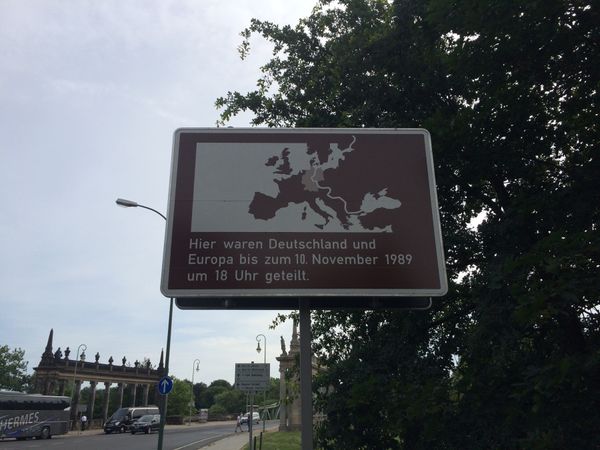 Hier waren Deutschland und
Europa bis zum 10. November 1989
um 18 Uhr geteilt.
HERMES